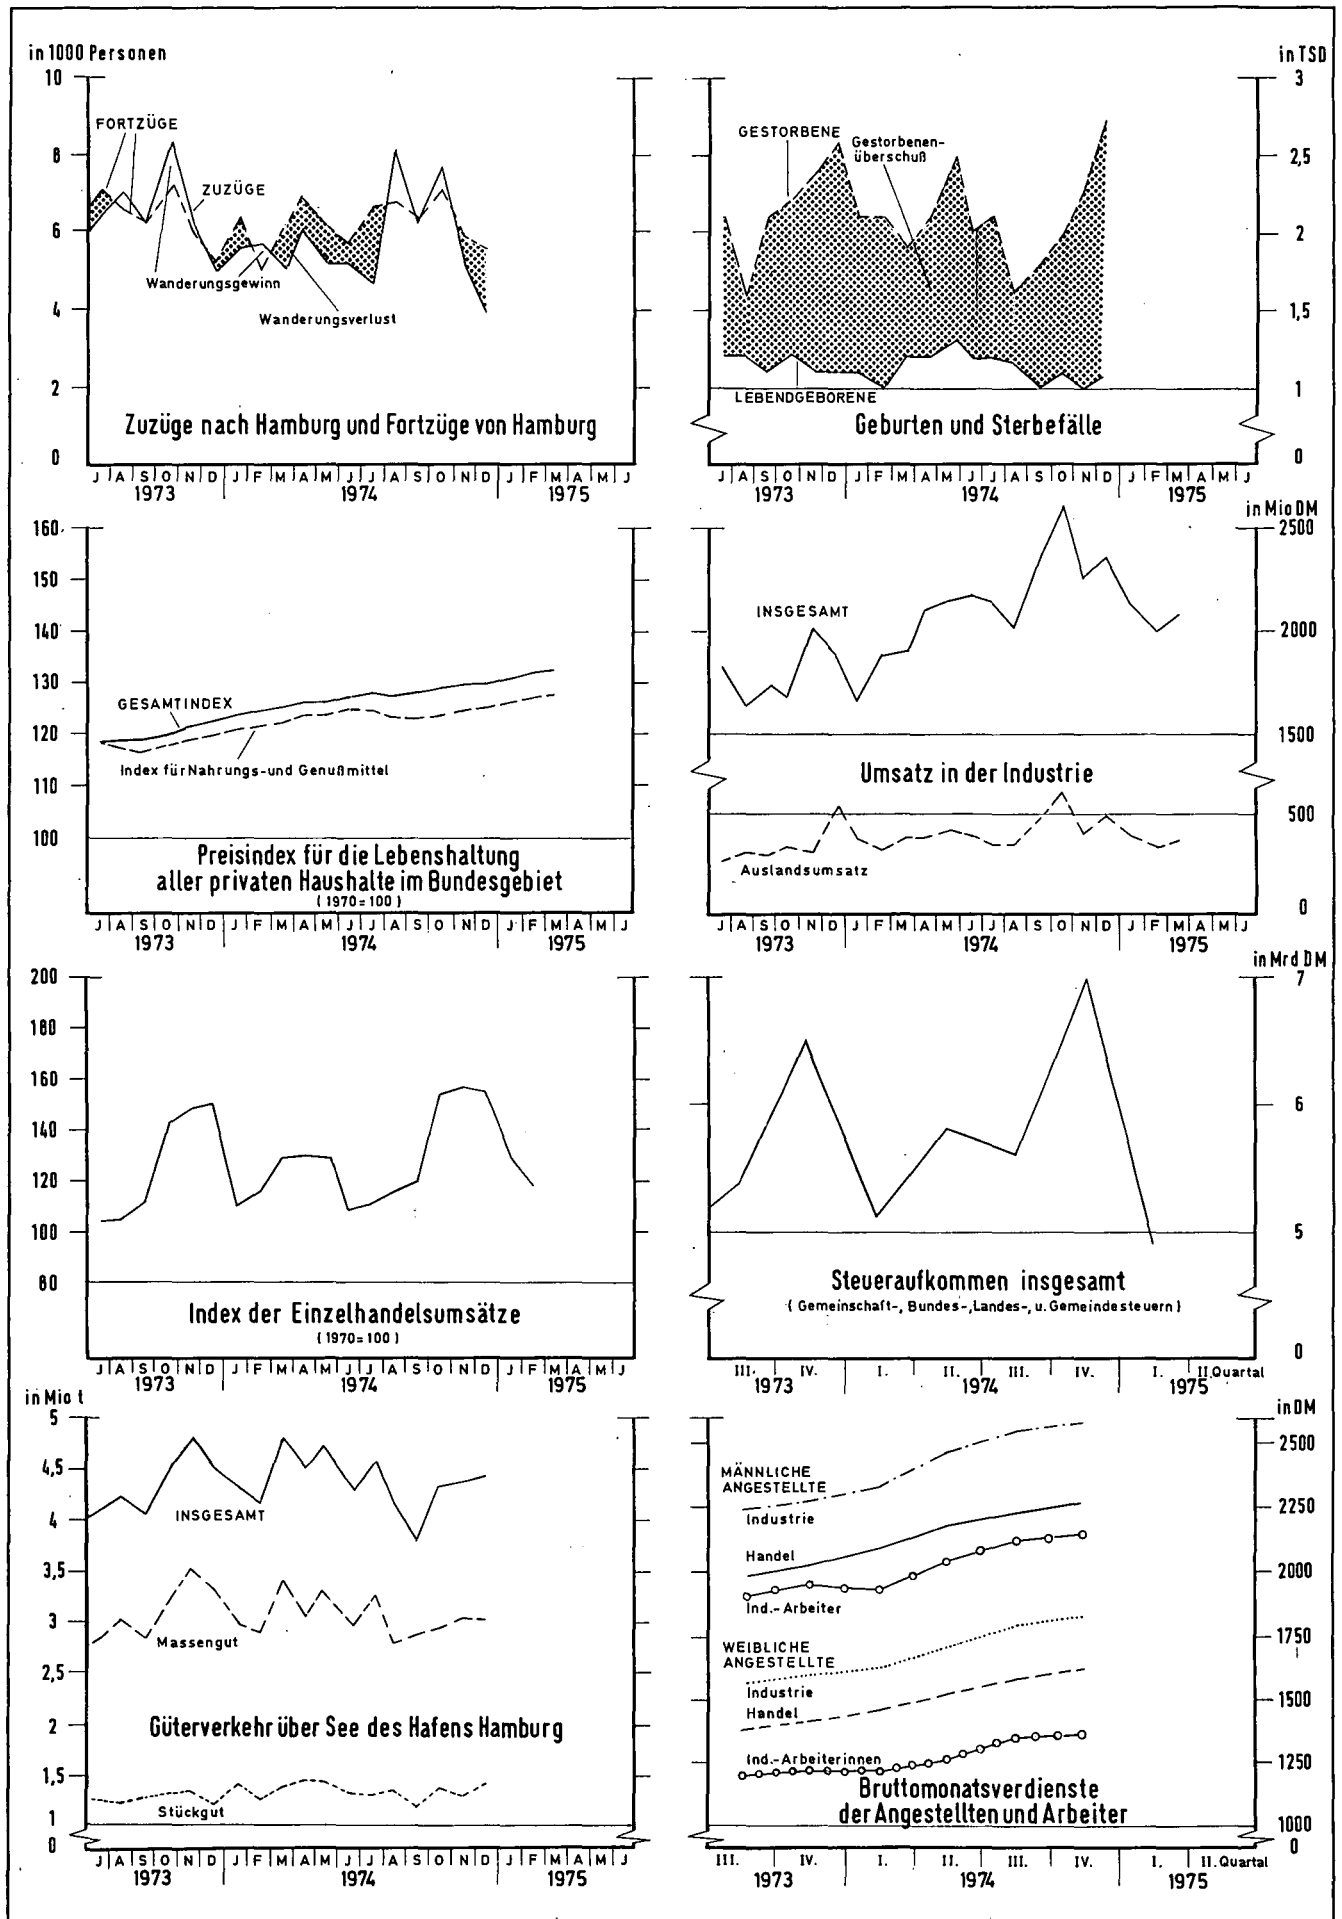 in 1000 Personen
10
8
6
4
2
0
FORTZÜGE
ZUZÜGE
Wanderungsgewinn
Wanderungsverlust
Zuzüge nach Hamburg und Fortzüge von Hamburg
J A S O N D J F M A M J J A S O N D J F M A M J
1973 1974 1975
in TSD
3
2,5
2
1,5
1
0
GESTORBENE
Gestorbenen-
überschuß
LEBENDGEBORENE
Geburten und Sterbefälle
J A S O N D J F M A M J J A S O N D J F M A M J
1973 1974 1975
160
150
140
130
120
110
100
GESAMTINDEX
Index für Nahrungs- und Genußmittel
Preisindex für die Lebenshaltung
aller privaten Haushalte im Bundesgebiet
(1970=100)
J A S O N D J F M A M J J A S O N D J F M A M J
1973 1974 1975
in Mio DM
2500
2000
1500
500
0
INSGESAMT
Umsatz in der Industrie
Auslandsumsatz
J A S O N D J F M A M J J A S O N D J F M A M J
1973 1974 1975
200
180
160
140
120
100
80
Index der Einzelhandelsumsätze
(1970=100)
J A S O N D J F M A M J J A S O N D J F M A M J
1973 1974 1975
in Mrd DM
7
6
5
0
Steueraufkommen insgesamt
( Gemeinschaft-, Bundes-, Landes-, u. Gemeindesteuern )
III. IV. I. II. III. IV. I. II. Quartal
1973 1974 1975
in Mio t
5
4,5
4
3,5
3
2,5
2
1,5
1
0
INSGESAMT
Massengut
Güterverkehr über See des Hafens Hamburg
Stückgut
J A S O N D J F M A M J J A S O N D J F M A M J
1973 1974 1975
in DM
2500
2250
2000
1750
1500
1250
1000
0
MÄNNLICHE
ANGESTELLTE
Industrie
Handel
Ind.-Arbeiter
WEIBLICHE
ANGESTELLTE
Industrie
Handel
Ind.-Arbeiterinnen
Bruttomonatsverdienste
der Angestellten und Arbeiter
III. IV. I. II. III. IV. I. II. Quartal
1973 1974 1975